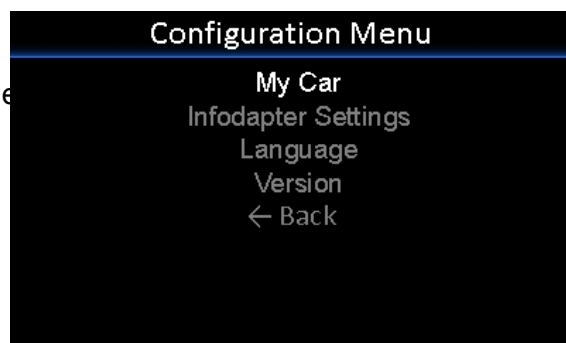 Configuration Menu
My Car
Infodapter Settings
Language
Version
← Back